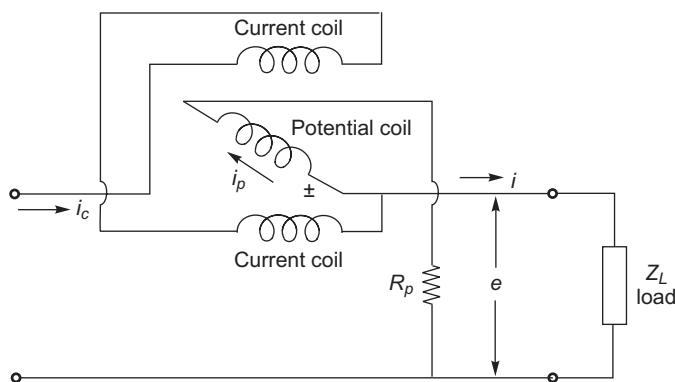 Current coil
Potential coil
i_p
±
i
i_c
Current coil
R_p
e
Z_L
load